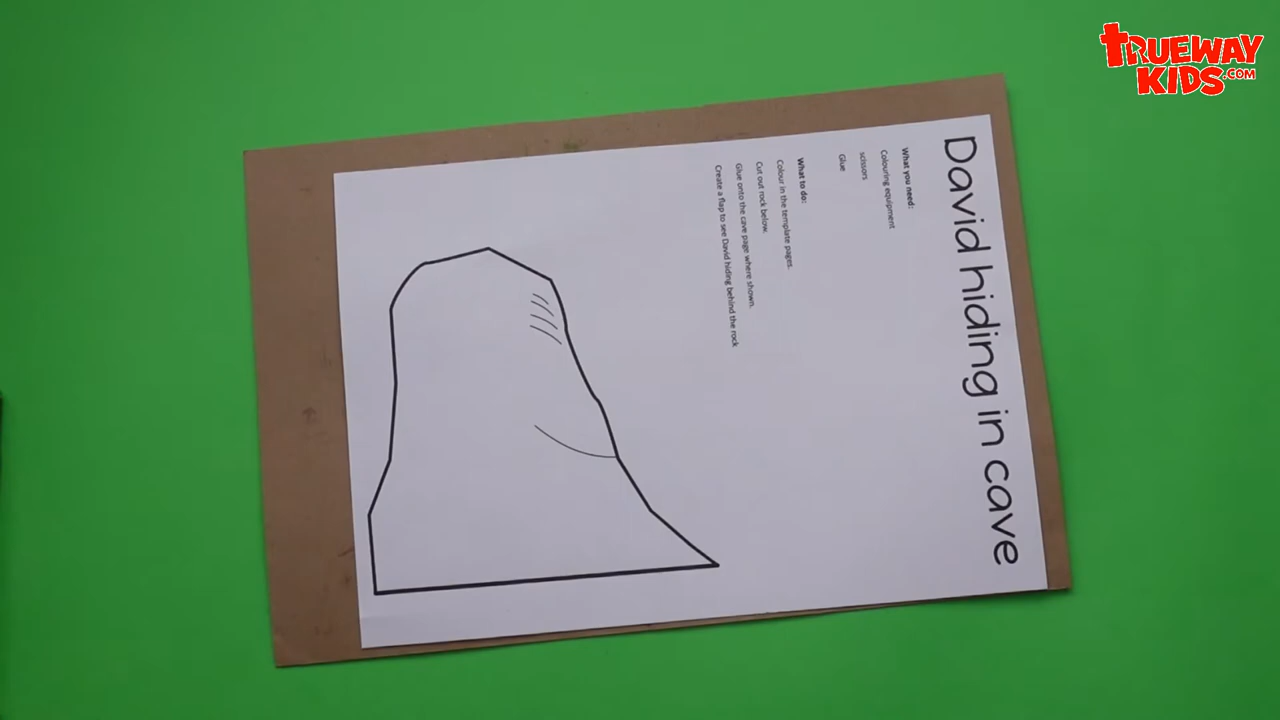 TRUEWAY
KIDS.COM
David hiding in cave
What you need:
Colouring equipment
scissors
Glue
What to do:
Colour in the template pages.
Cut out rock below.
Glue onto the cave page where shown.
Create a flap to see David hiding behind the rock